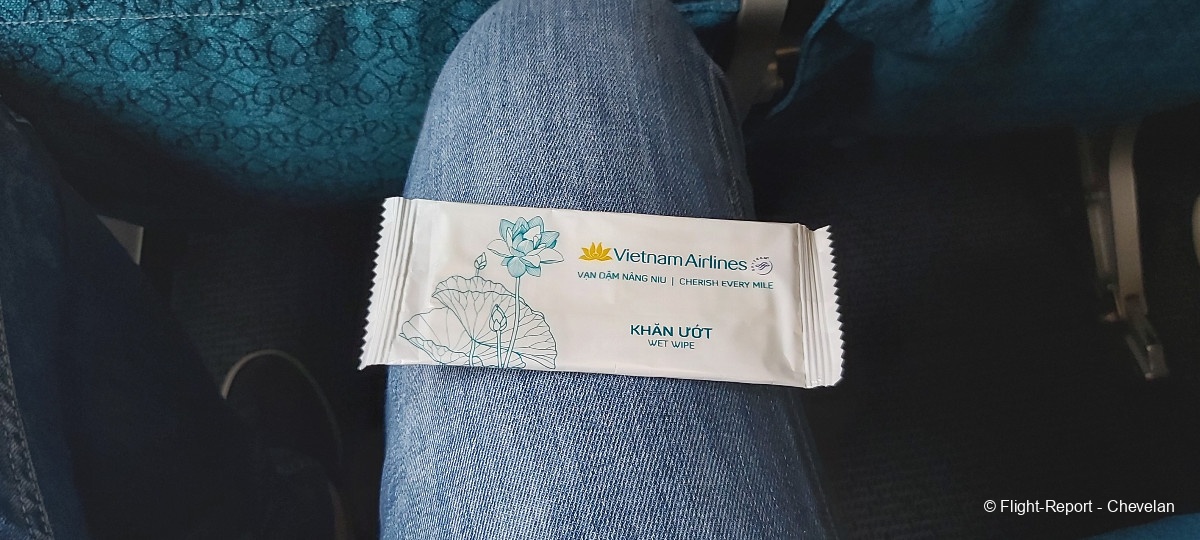 Vietnam Airlines
VẠN DẶM NÂNG NIU | CHERISH EVERY MILE
KHĂN ƯỚT
WET WIPE
© Flight-Report - Chevelan